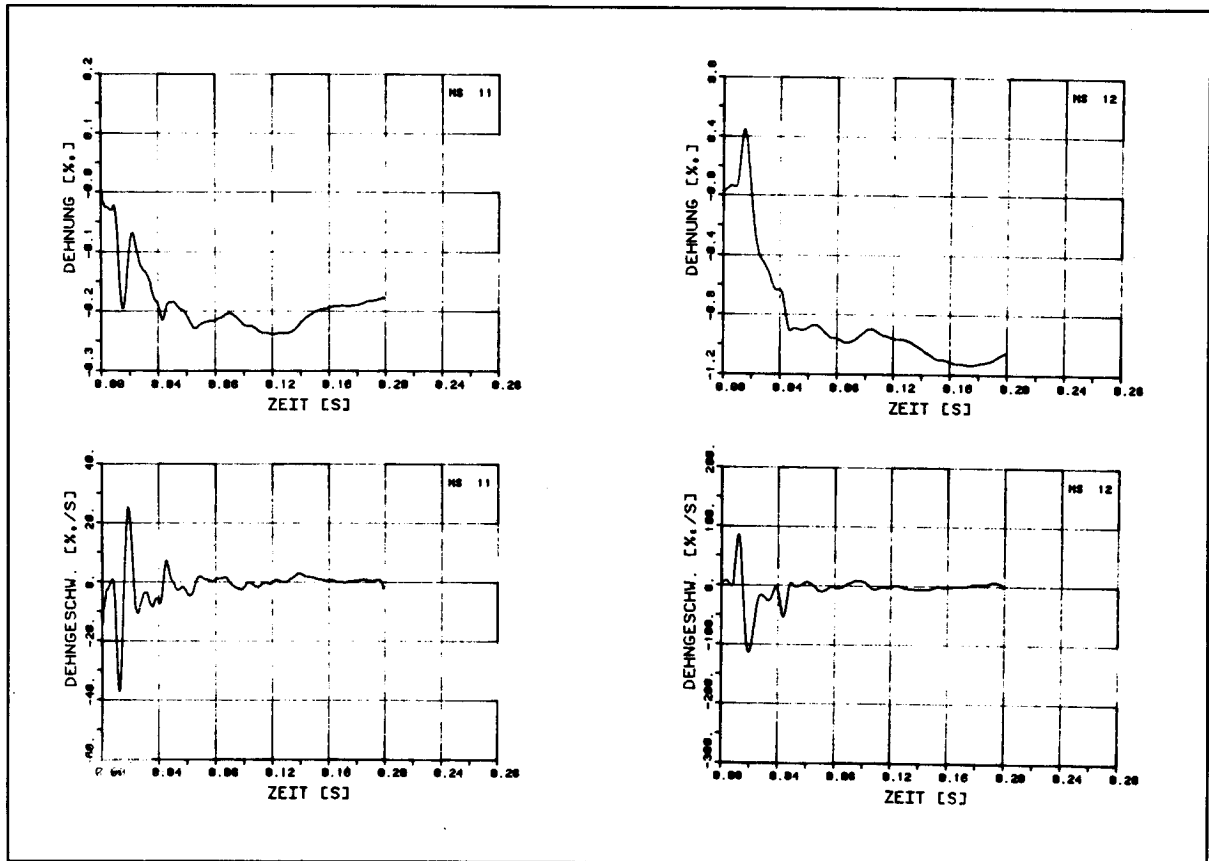 MS 11
DEHNUNG [%.]
0.2
0.1
-0.0
-0.1
-0.2
-0.3
0.00 0.04 0.08 0.12 0.16 0.20 0.24 0.28
ZEIT [S]
MS 12
DEHNUNG [%.]
0.4
-0.0
-0.4
-0.8
-1.2
0.00 0.04 0.08 0.12 0.16 0.20 0.24 0.28
ZEIT [S]
MS 11
DEHNGESCHW. [%./S]
40.
20.
0.
-20.
-40.
0.04 0.08 0.12 0.16 0.20 0.24 0.28
ZEIT [S]
MS 12
DEHNGESCHW. [%./S]
200.
100.
0.
-100.
-200.
-300.
0.00 0.04 0.08 0.12 0.16 0.20 0.24 0.28
ZEIT [S]